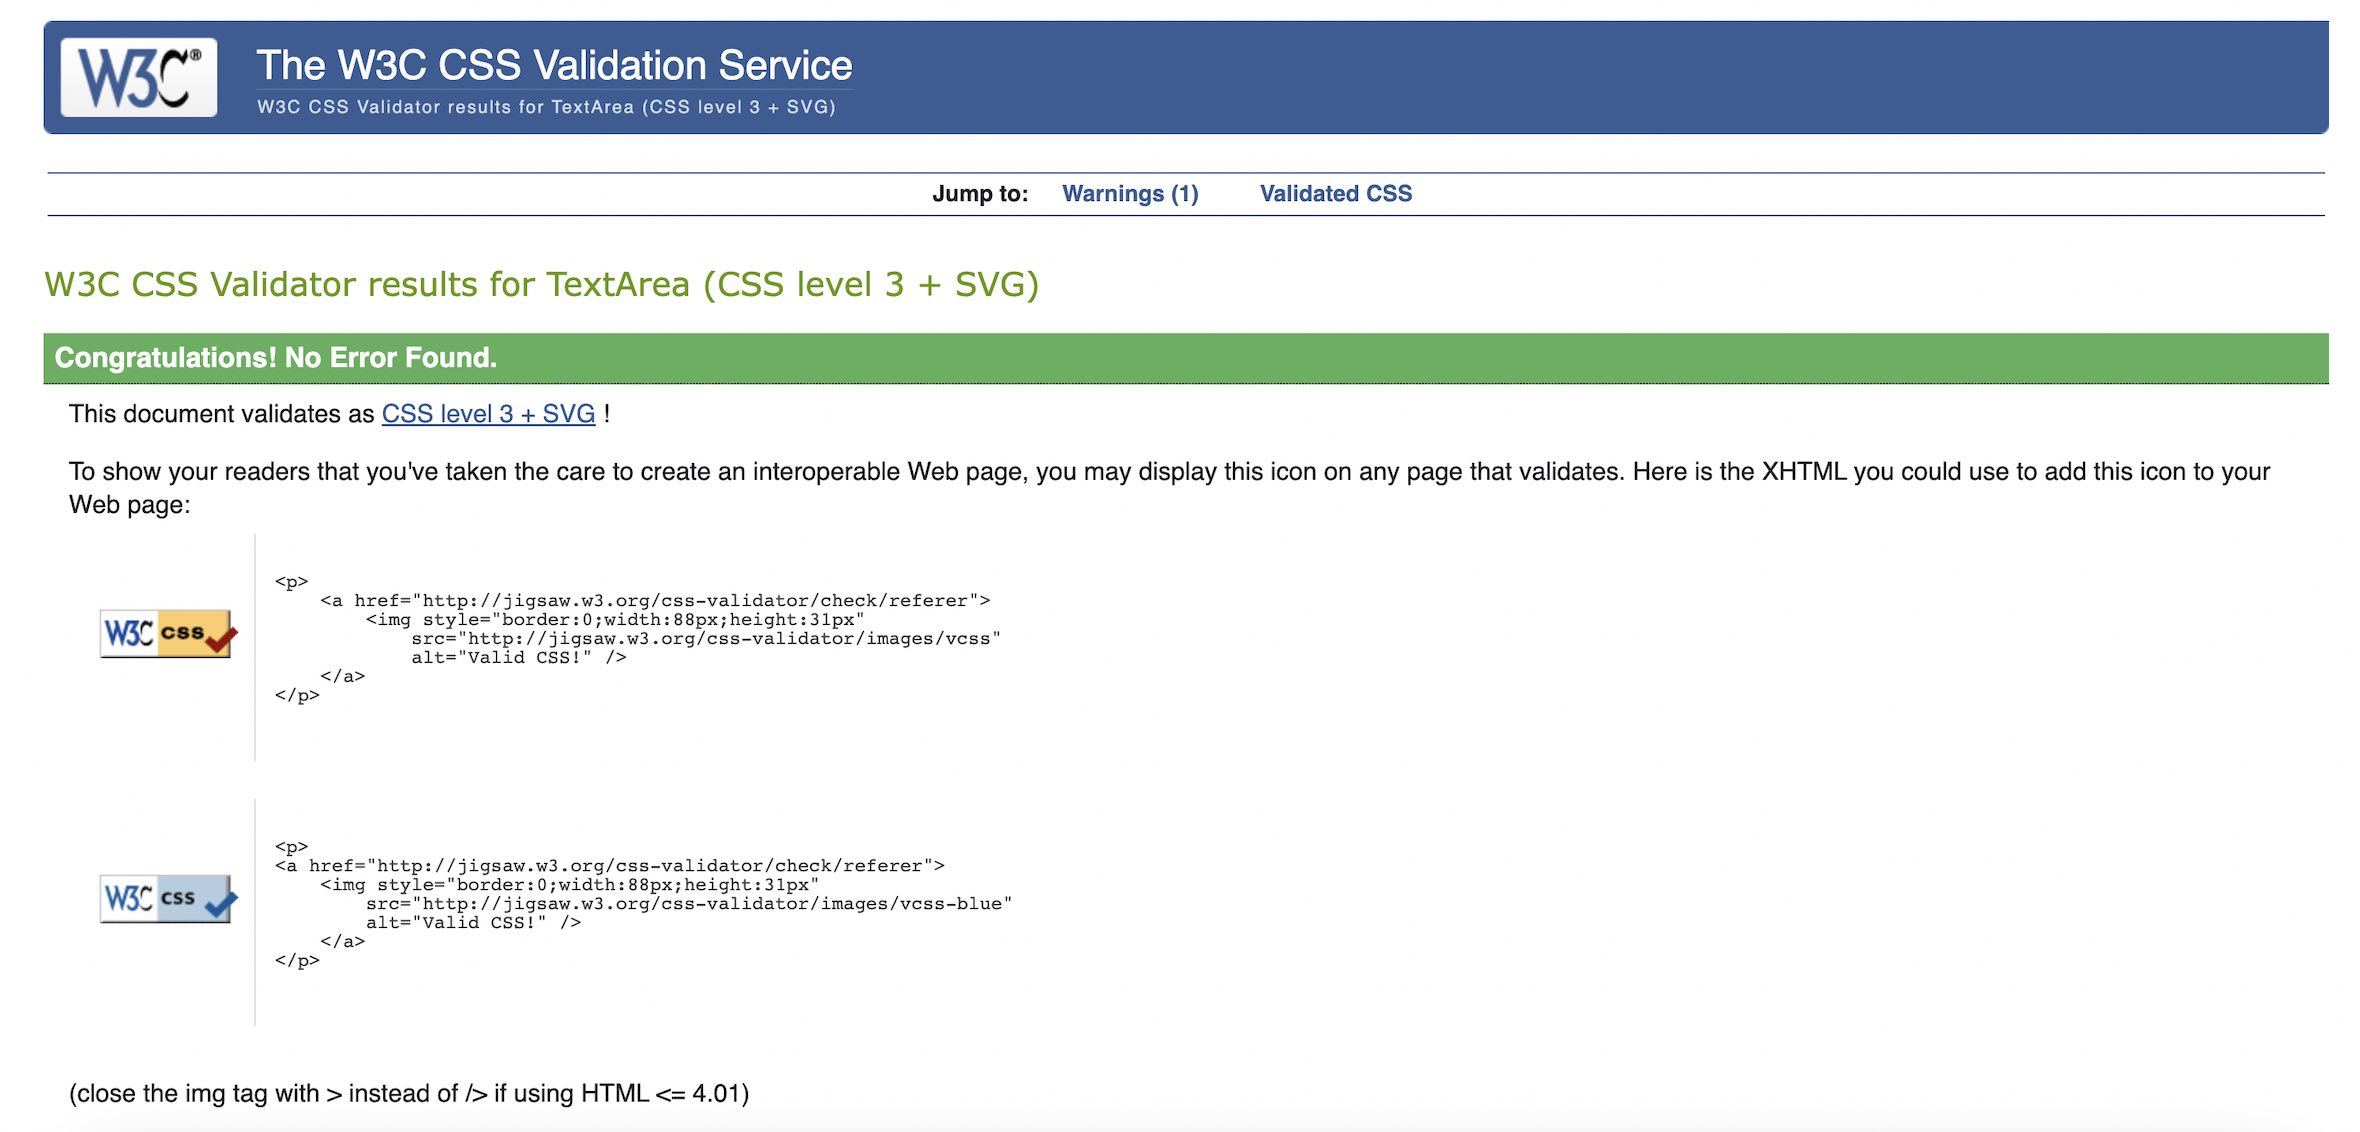 W3C®
The W3C CSS Validation Service
W3C CSS Validator results for TextArea (CSS level 3 + SVG)
Jump to: Warnings (1) Validated CSS
W3C CSS Validator results for TextArea (CSS level 3 + SVG)
Congratulations! No Error Found.
This document validates as CSS level 3 + SVG !
To show your readers that you've taken the care to create an interoperable Web page, you may display this icon on any page that validates. Here is the XHTML you could use to add this icon to your
Web page:
W3C css
<p>
    <a href="http://jigsaw.w3.org/css-validator/check/referer">
        <img style="border:0;width:88px;height:31px"
            src="http://jigsaw.w3.org/css-validator/images/vcss"
            alt="Valid CSS!" />
    </a>
</p>
W3C css
<p>
<a href="http://jigsaw.w3.org/css-validator/check/referer">
    <img style="border:0;width:88px;height:31px"
        src="http://jigsaw.w3.org/css-validator/images/vcss-blue"
        alt="Valid CSS!" />
    </a>
</p>
(close the img tag with > instead of /> if using HTML <= 4.01)